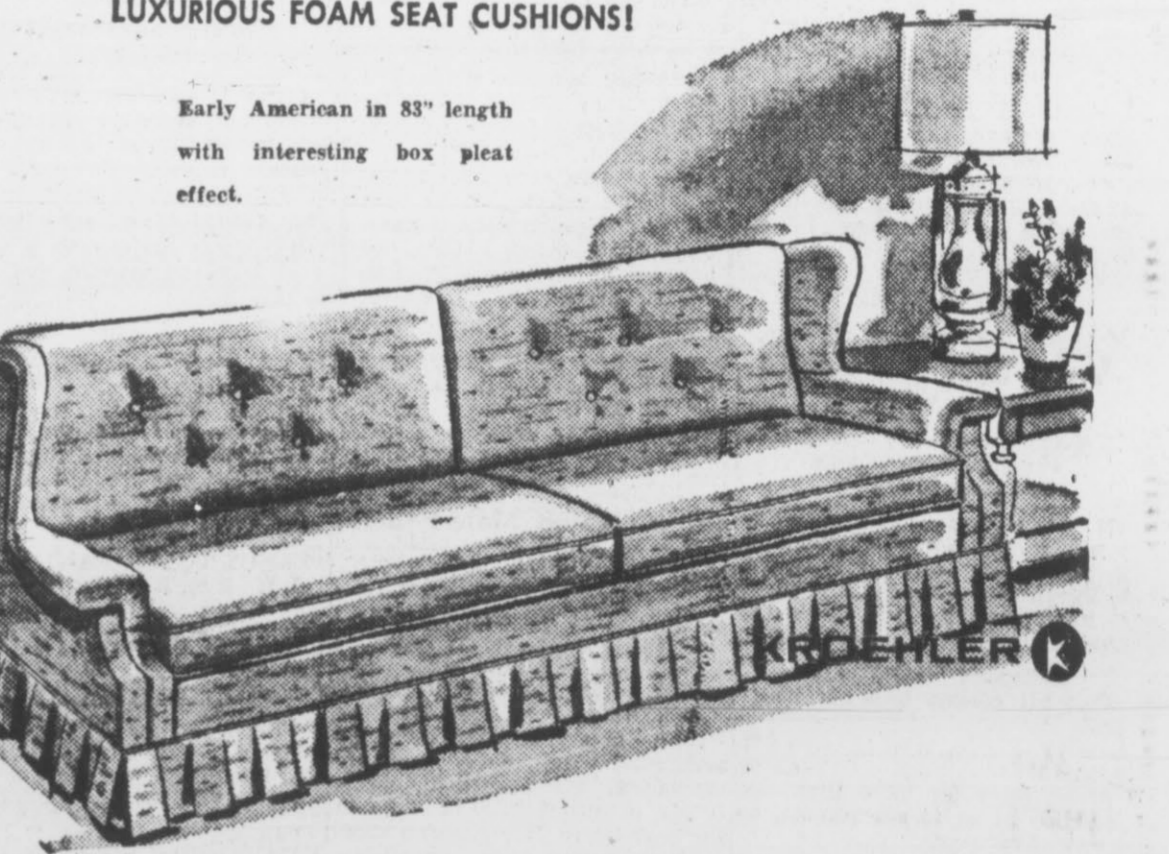 LUXURIOUS FOAM SEAT CUSHIONS!
Early American in 83" length
with interesting box pleat
effect.
KROEHLER K